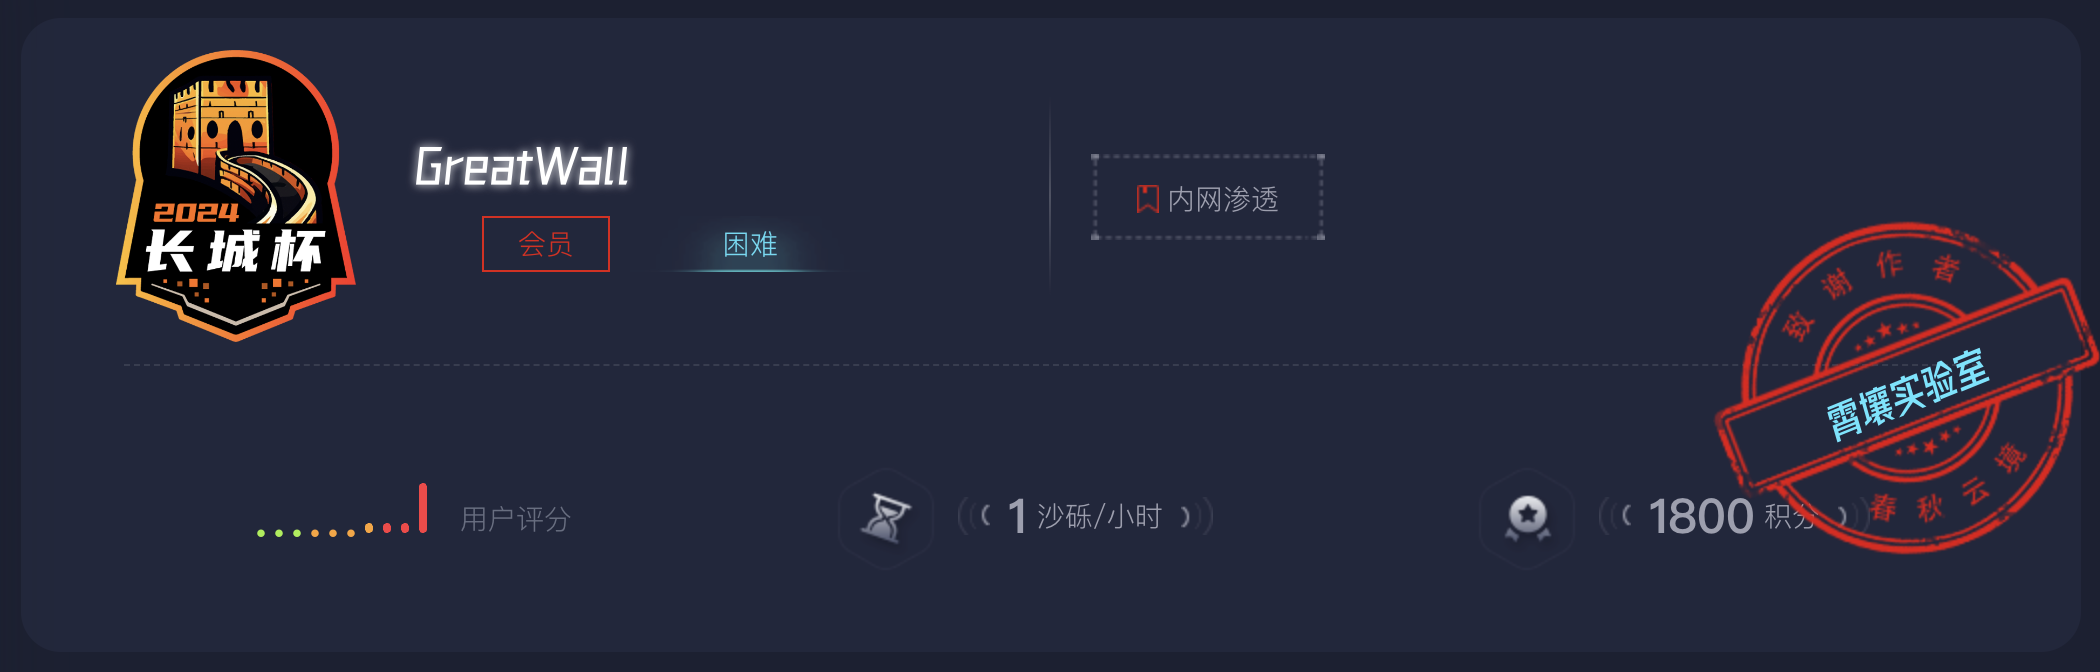 2024
长城杯
GreatWall
会员
困难
内网渗透
致谢作者
霄壤实验室
春秋云境
用户评分
1 沙砾/小时
1800 积分